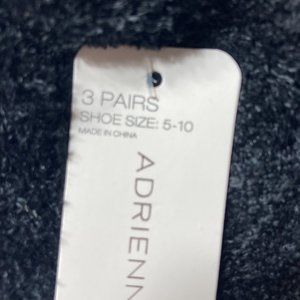 3 PAIRS
SHOE SIZE: 5-10
MADE IN CHINA
ADRIENN